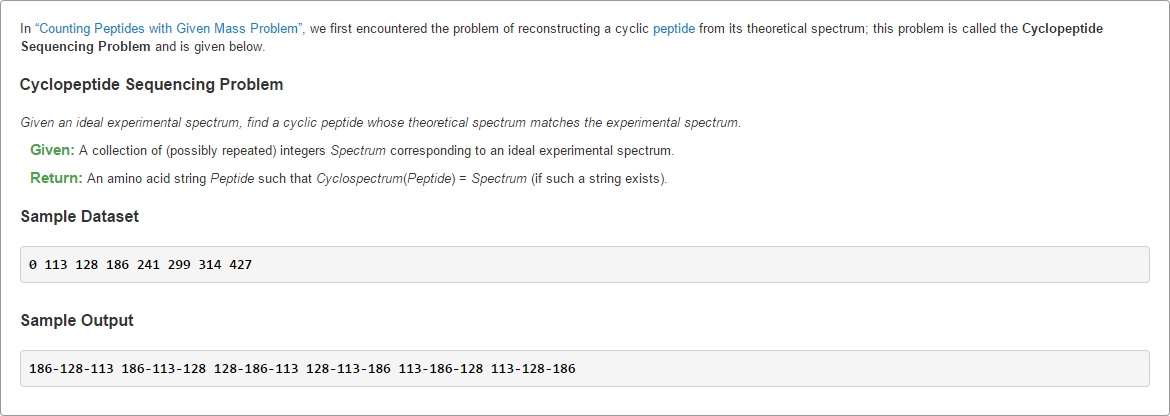 In “Counting Peptides with Given Mass Problem”, we first encountered the problem of reconstructing a cyclic peptide from its theoretical spectrum; this problem is called the Cyclopeptide
Sequencing Problem and is given below.
Cyclopeptide Sequencing Problem
Given an ideal experimental spectrum, find a cyclic peptide whose theoretical spectrum matches the experimental spectrum.
Given: A collection of (possibly repeated) integers Spectrum corresponding to an ideal experimental spectrum.
Return: An amino acid string Peptide such that Cyclospectrum(Peptide) = Spectrum (if such a string exists).
Sample Dataset
0 113 128 186 241 299 314 427
Sample Output
186-128-113 186-113-128 128-186-113 128-113-186 113-186-128 113-128-186